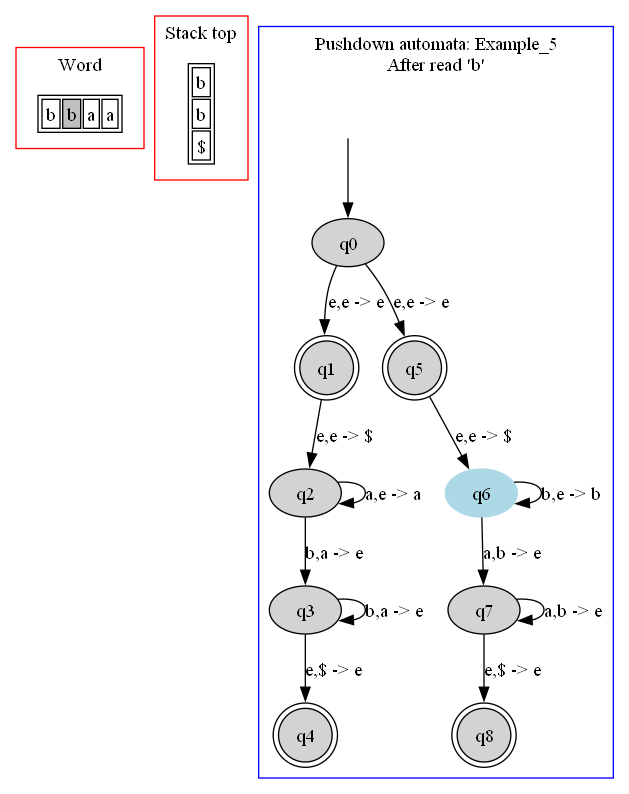 Word
b b a a
Stack top
b
b
$
Pushdown automata: Example_5
After read 'b'
q0
e,e -> e
e,e -> e
q1
q5
e,e -> $
e,e -> $
q2
a,e -> a
q6
b,e -> b
b,a -> e
a,b -> e
q3
b,a -> e
q7
a,b -> e
e,$ -> e
e,$ -> e
q4
q8